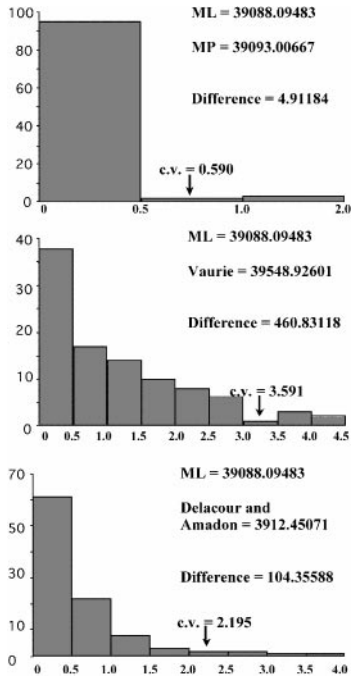 100
ML = 39088.09483
80
MP = 39093.00667
60
Difference = 4.91184
40
20
c.v. = 0.590
0
0 0.5 1.0 2.0
40
ML = 39088.09483
30
Vaurie = 39548.92601
20
Difference = 460.83118
10
c.v. = 3.591
0
0 0.5 1.0 1.5 2.0 2.5 3.0 3.5 4.0 4.5
70
ML = 39088.09483
50
Delacour and
Amadon = 3912.45071
30
Difference = 104.35588
10
c.v. = 2.195
0
0 0.5 1.0 1.5 2.0 2.5 3.0 3.5 4.0